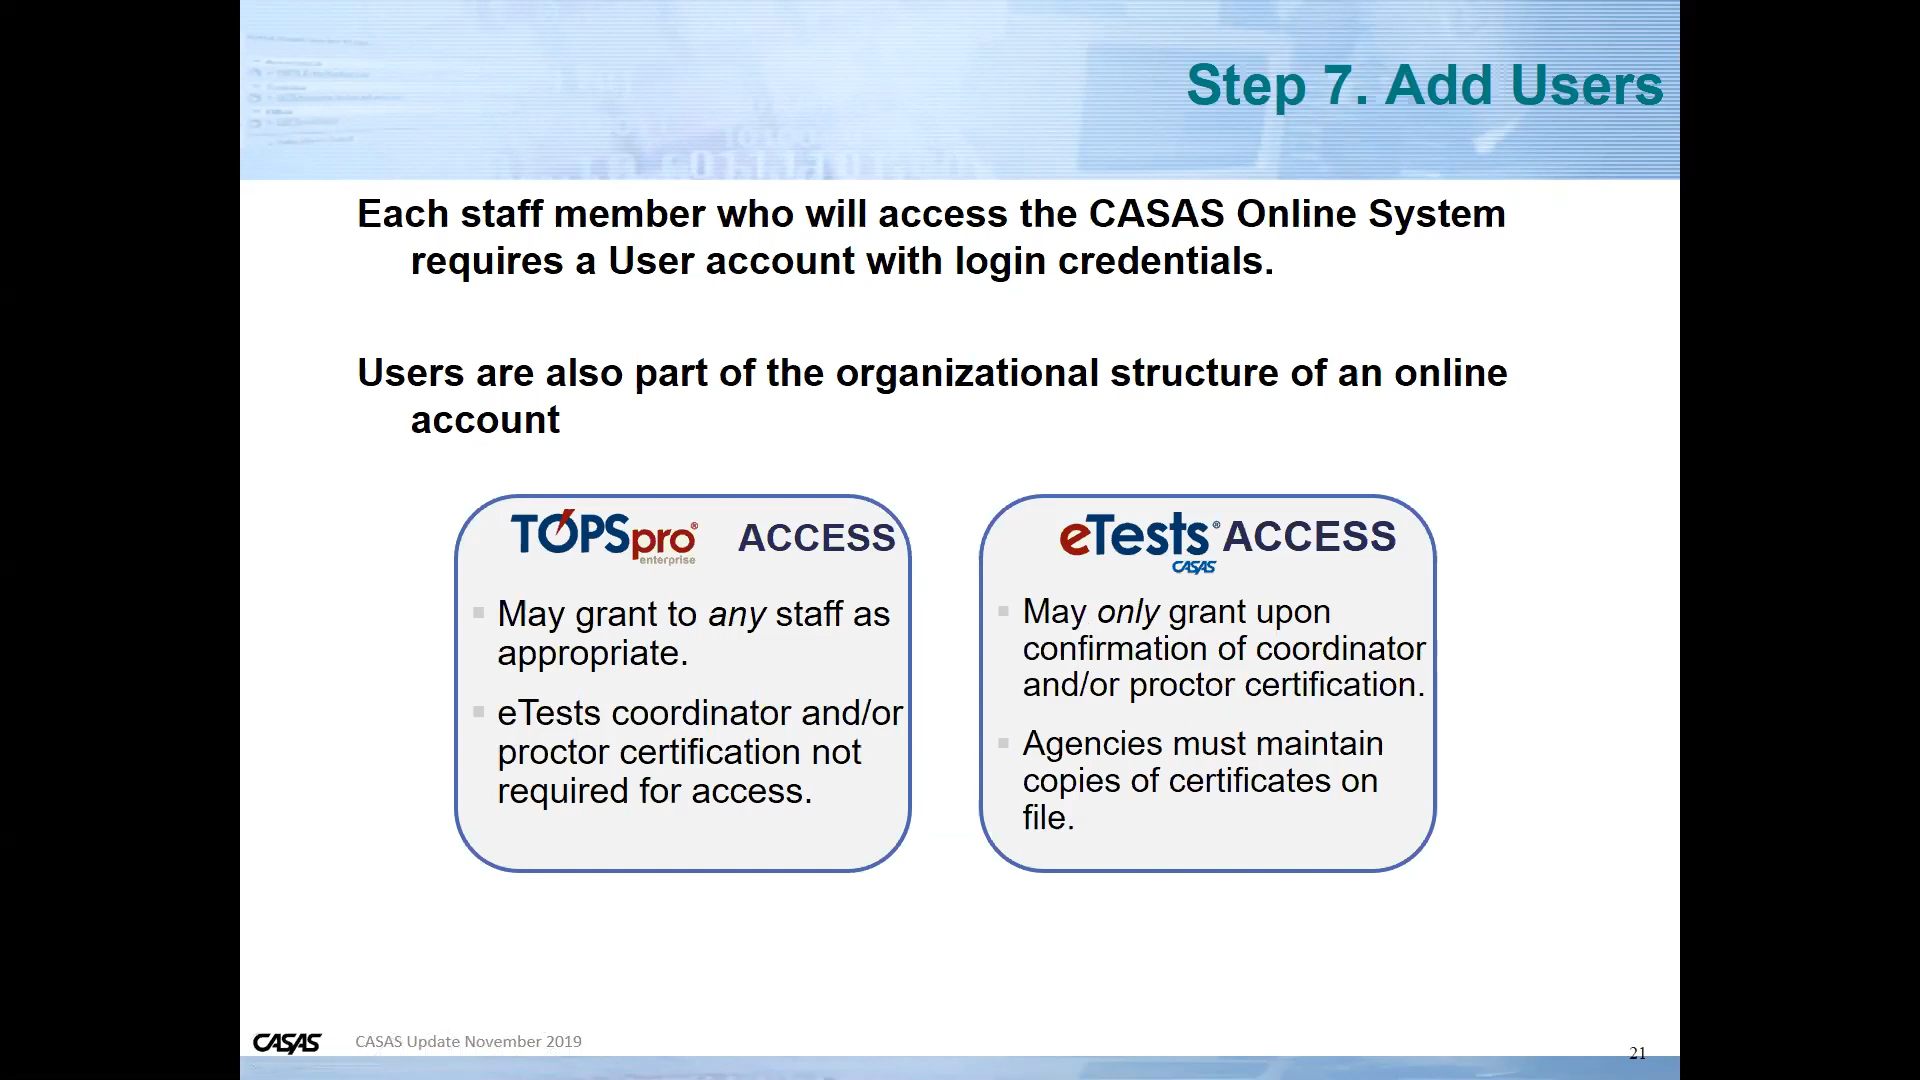 Step 7. Add Users
Each staff member who will access the CASAS Online System
requires a User account with login credentials.
Users are also part of the organizational structure of an online
account
TOPSpro® ACCESS
enterprise
May grant to any staff as
appropriate.
eTests coordinator and/or
proctor certification not
required for access.
eTests® ACCESS
CASAS
May only grant upon
confirmation of coordinator
and/or proctor certification.
Agencies must maintain
copies of certificates on
file.
CASAS
CASAS Update November 2019
21